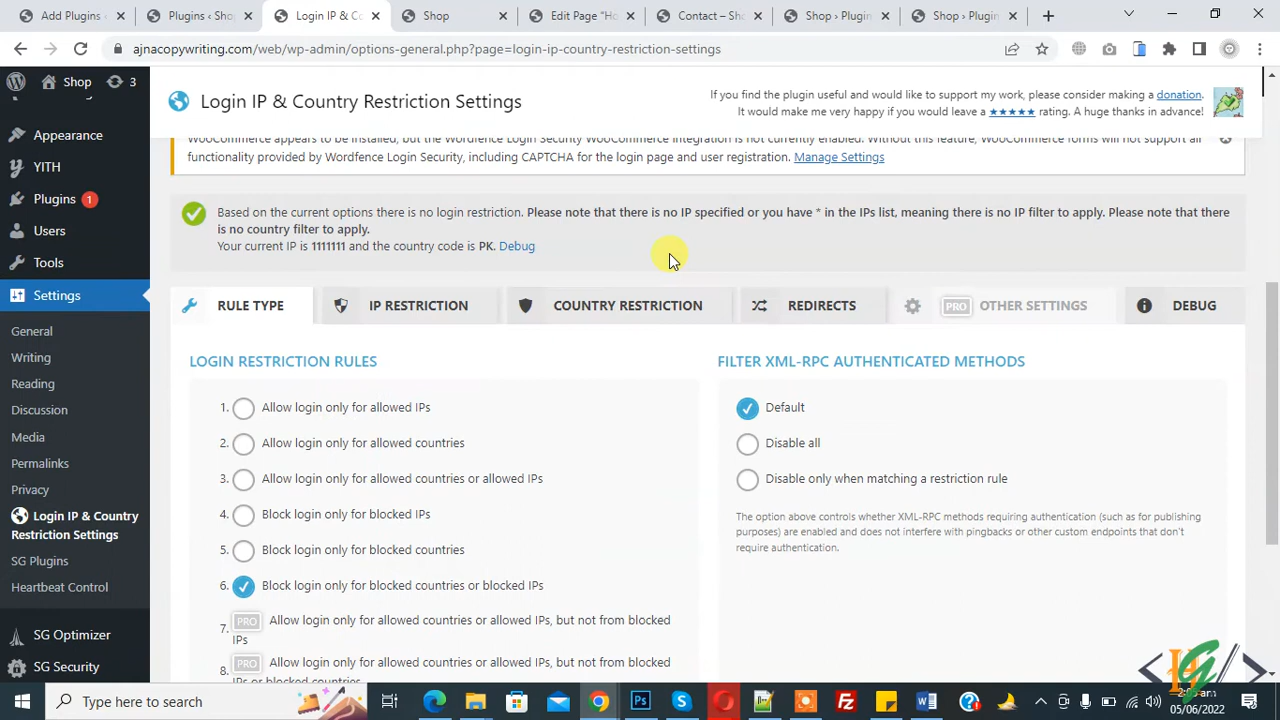 Add Plugins ‹
Plugins ‹ Sho
Login IP & Co
Shop
Edit Page "Ho
Contact – Sho
Shop › Plugin
Shop › Plugin
ajnacopywriting.com/web/wp-admin/options-general.php?page=login-ip-country-restriction-settings
Shop
3
Appearance
YITH
Plugins 1
Users
Tools
Settings
General
Writing
Reading
Discussion
Media
Permalinks
Privacy
Login IP & Country
Restriction Settings
SG Plugins
Heartbeat Control
SG Optimizer
SG Security
Login IP & Country Restriction Settings
If you find the plugin useful and would like to support my work, please consider making a donation.
It would make me very happy if you would leave a ★★★★★ rating. A huge thanks in advance!
WooCommerce appears to be installed, but the Wordfence Login Security WooCommerce integration is not currently enabled. Without this feature, WooCommerce forms will not support all
functionality provided by Wordfence Login Security, including CAPTCHA for the login page and user registration. Manage Settings
Based on the current options there is no login restriction. Please note that there is no IP specified or you have * in the IPs list, meaning there is no IP filter to apply. Please note that there
is no country filter to apply.
Your current IP is 1111111 and the country code is PK. Debug
RULE TYPE
IP RESTRICTION
COUNTRY RESTRICTION
REDIRECTS
PRO OTHER SETTINGS
DEBUG
LOGIN RESTRICTION RULES
1. Allow login only for allowed IPs
2. Allow login only for allowed countries
3. Allow login only for allowed countries or allowed IPs
4. Block login only for blocked IPs
5. Block login only for blocked countries
6. Block login only for blocked countries or blocked IPs
7. PRO Allow login only for allowed countries or allowed IPs, but not from blocked
IPs
8. PRO Allow login only for allowed countries or allowed IPs, but not from blocked
IPs or blocked countries
FILTER XML-RPC AUTHENTICATED METHODS
Default
Disable all
Disable only when matching a restriction rule
The option above controls whether XML-RPC methods requiring authentication (such as for publishing
purposes) are enabled and does not interfere with pingbacks or other custom endpoints that don't
require authentication.
Type here to search
05/06/2022